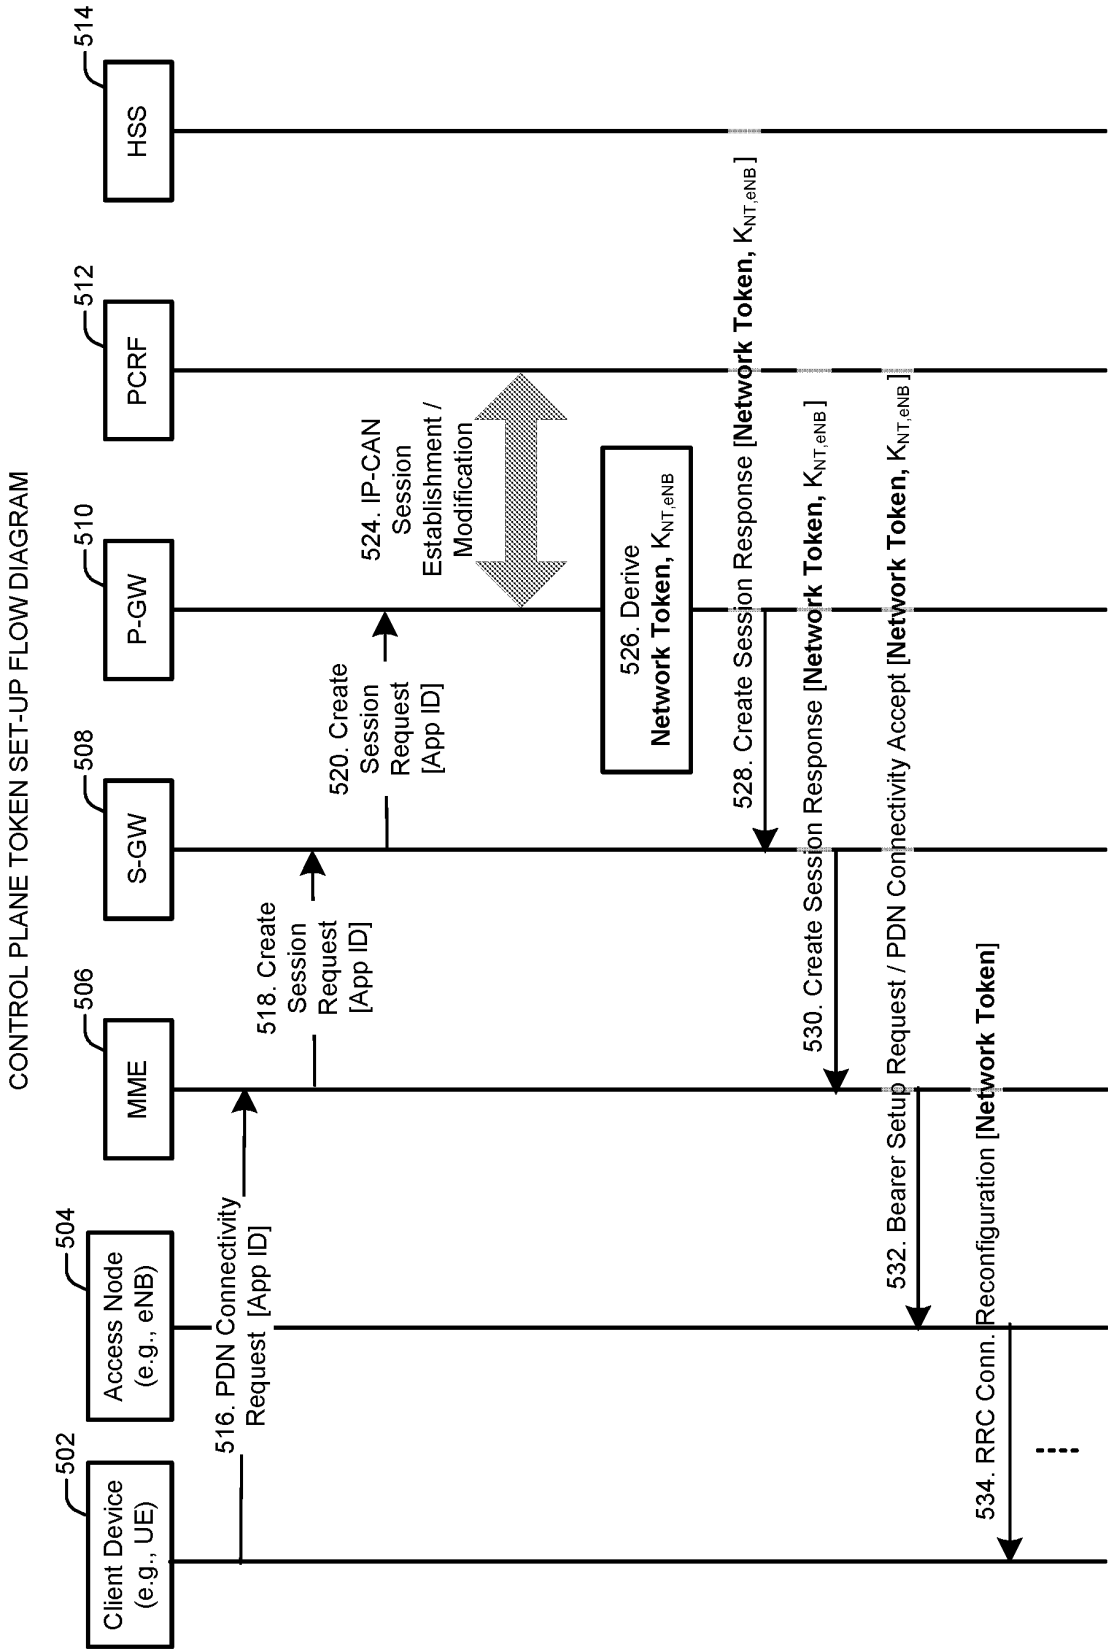 CONTROL PLANE TOKEN SET-UP FLOW DIAGRAM
502
504
506
508
510
512
514
Client Device
(e.g., UE)
Access Node
(e.g., eNB)
MME
S-GW
P-GW
PCRF
HSS
516. PDN Connectivity
Request [App ID]
518. Create
Session
Request
[App ID]
520. Create
Session
Request
[App ID]
524. IP-CAN
Session
Establishment /
Modification
526. Derive
Network Token, KNT,eNB
528. Create Session Response [Network Token, KNT,eNB ]
530. Create Session Response [Network Token, KNT,eNB ]
532. Bearer Setup Request / PDN Connectivity Accept [Network Token, KNT,eNB ]
534. RRC Conn. Reconfiguration [Network Token]